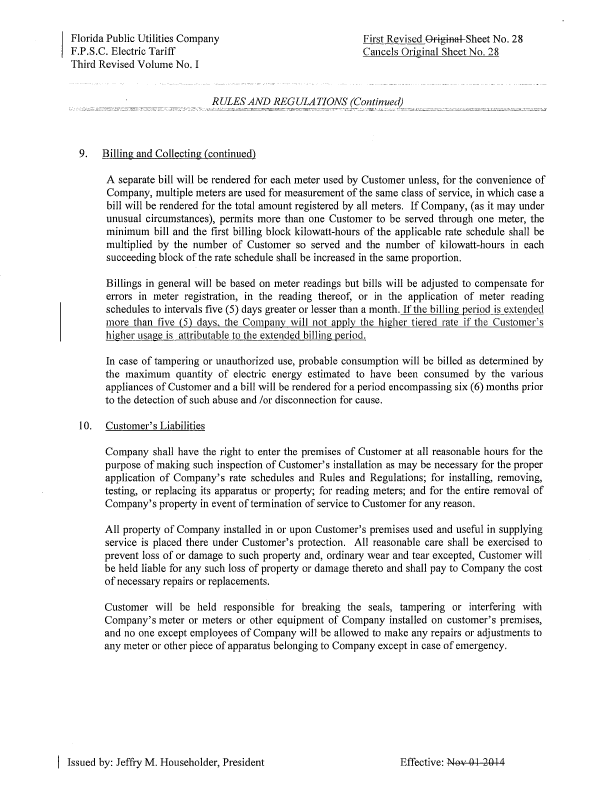 Florida Public Utilities Company
F.P.S.C. Electric Tariff
Third Revised Volume No. I
First Revised Original Sheet No. 28
Cancels Original Sheet No. 28
RULES AND REGULATIONS (Continued)
9. Billing and Collecting (continued)
A separate bill will be rendered for each meter used by Customer unless, for the convenience of
Company, multiple meters are used for measurement of the same class of service, in which case a
bill will be rendered for the total amount registered by all meters. If Company, (as it may under
unusual circumstances), permits more than one Customer to be served through one meter, the
minimum bill and the first billing block kilowatt-hours of the applicable rate schedule shall be
multiplied by the number of Customer so served and the number of kilowatt-hours in each
succeeding block of the rate schedule shall be increased in the same proportion.
Billings in general will be based on meter readings but bills will be adjusted to compensate for
errors in meter registration, in the reading thereof, or in the application of meter reading
schedules to intervals five (5) days greater or lesser than a month. If the billing period is extended
more than five (5) days, the Company will not apply the higher tiered rate if the Customer's
higher usage is attributable to the extended billing period.
In case of tampering or unauthorized use, probable consumption will be billed as determined by
the maximum quantity of electric energy estimated to have been consumed by the various
appliances of Customer and a bill will be rendered for a period encompassing six (6) months prior
to the detection of such abuse and /or disconnection for cause.
10. Customer's Liabilities
Company shall have the right to enter the premises of Customer at all reasonable hours for the
purpose of making such inspection of Customer's installation as may be necessary for the proper
application of Company's rate schedules and Rules and Regulations; for installing, removing,
testing, or replacing its apparatus or property; for reading meters; and for the entire removal of
Company's property in event of termination of service to Customer for any reason.
All property of Company installed in or upon Customer's premises used and useful in supplying
service is placed there under Customer's protection. All reasonable care shall be exercised to
prevent loss of or damage to such property and, ordinary wear and tear excepted, Customer will
be held liable for any such loss of property or damage thereto and shall pay to Company the cost
of necessary repairs or replacements.
Customer will be held responsible for breaking the seals, tampering or interfering with
Company's meter or meters or other equipment of Company installed on customer's premises,
and no one except employees of Company will be allowed to make any repairs or adjustments to
any meter or other piece of apparatus belonging to Company except in case of emergency.
Issued by: Jeffry M. Householder, President
Effective: Nov 01 2014